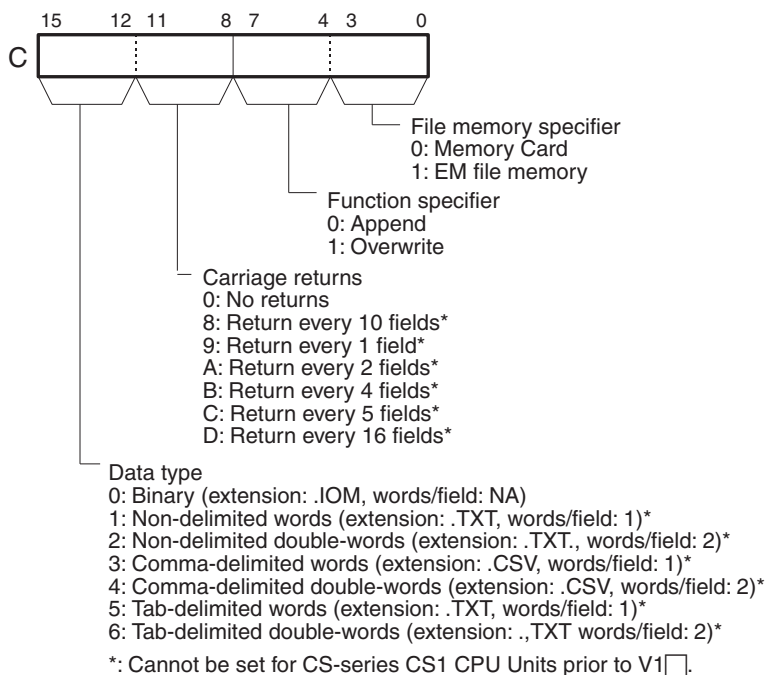 15 12 11 8 7 4 3 0
C
File memory specifier
0: Memory Card
1: EM file memory
Function specifier
0: Append
1: Overwrite
Carriage returns
0: No returns
8: Return every 10 fields*
9: Return every 1 field*
A: Return every 2 fields*
B: Return every 4 fields*
C: Return every 5 fields*
D: Return every 16 fields*
Data type
0: Binary (extension: .IOM, words/field: NA)
1: Non-delimited words (extension: .TXT, words/field: 1)*
2: Non-delimited double-words (extension: .TXT., words/field: 2)*
3: Comma-delimited words (extension: .CSV, words/field: 1)*
4: Comma-delimited double-words (extension: .CSV, words/field: 2)*
5: Tab-delimited words (extension: .TXT, words/field: 1)*
6: Tab-delimited double-words (extension: .,TXT words/field: 2)*
*: Cannot be set for CS-series CS1 CPU Units prior to V1□.